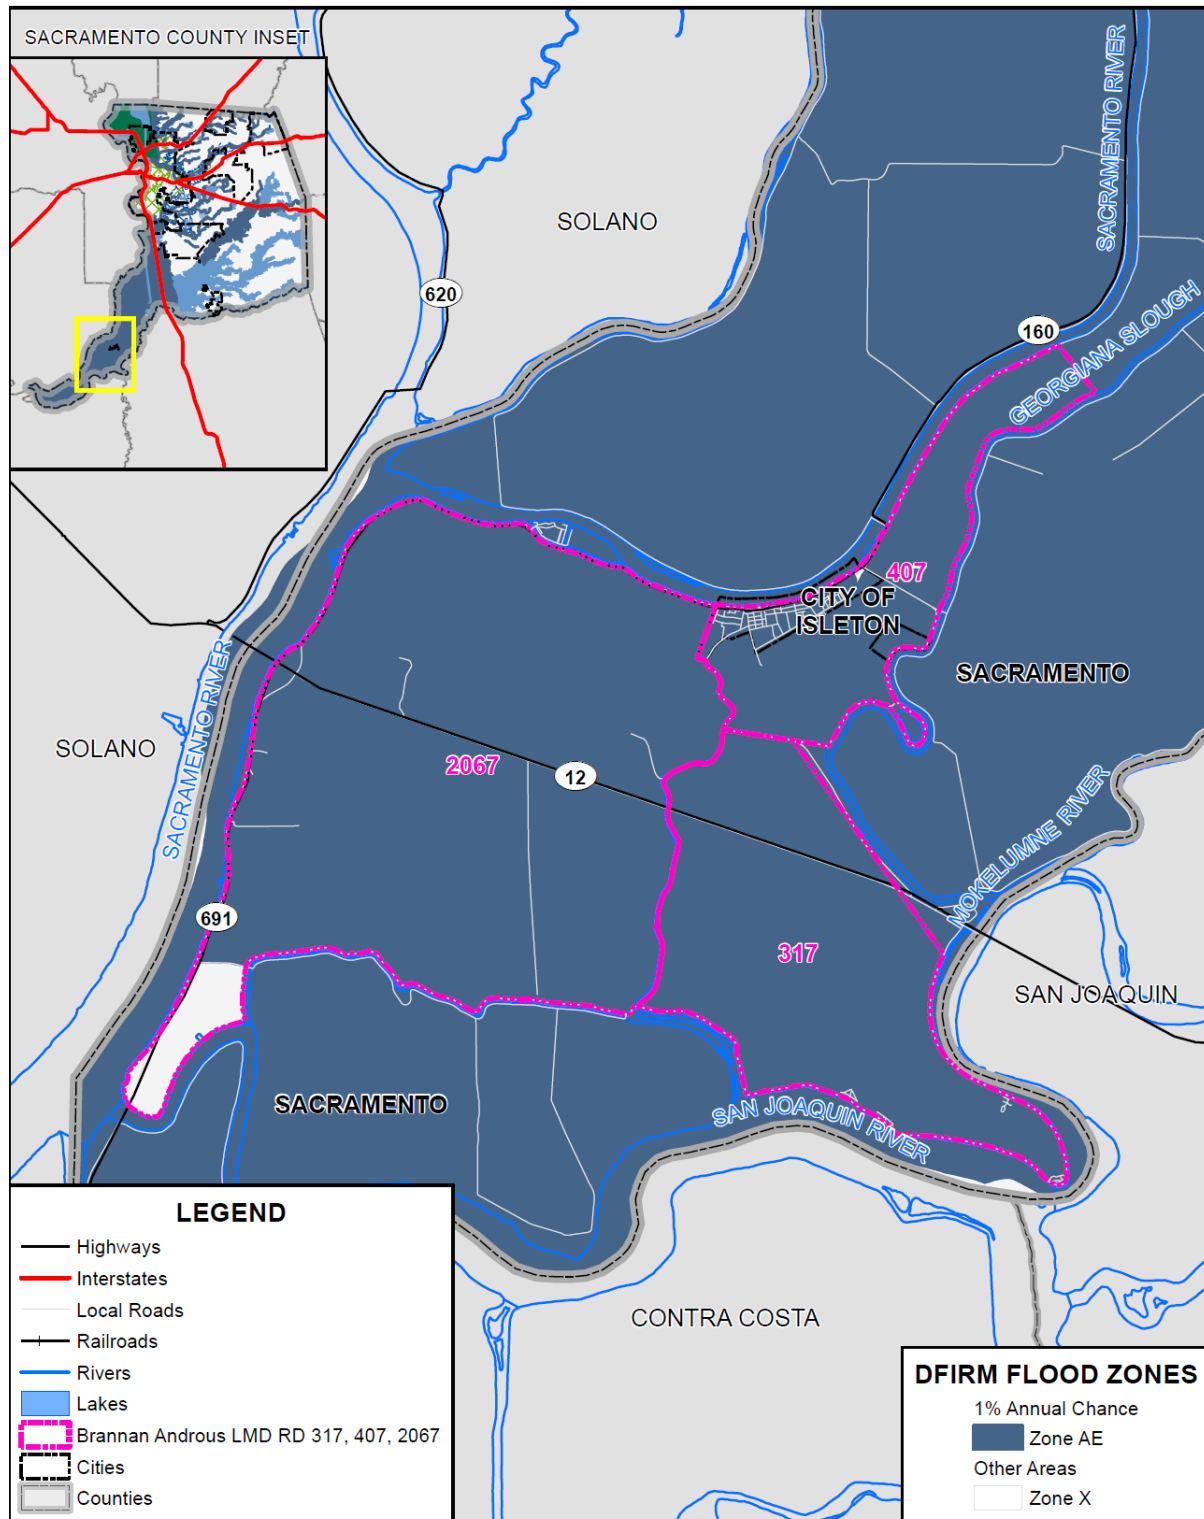 SACRAMENTO COUNTY INSET
SACRAMENTO RIVER
SOLANO
620
160
GEORGIANA SLOUGH
407
CITY OF
ISLETON
SACRAMENTO
SACRAMENTO RIVER
SOLANO
2067
12
MOKELUMNE RIVER
691
317
SAN JOAQUIN
SACRAMENTO
SAN JOAQUIN RIVER
CONTRA COSTA
LEGEND
Highways
Interstates
Local Roads
Railroads
Rivers
Lakes
Brannan Androus LMD RD 317, 407, 2067
Cities
Counties
DFIRM FLOOD ZONES
1% Annual Chance
Zone AE
Other Areas
Zone X